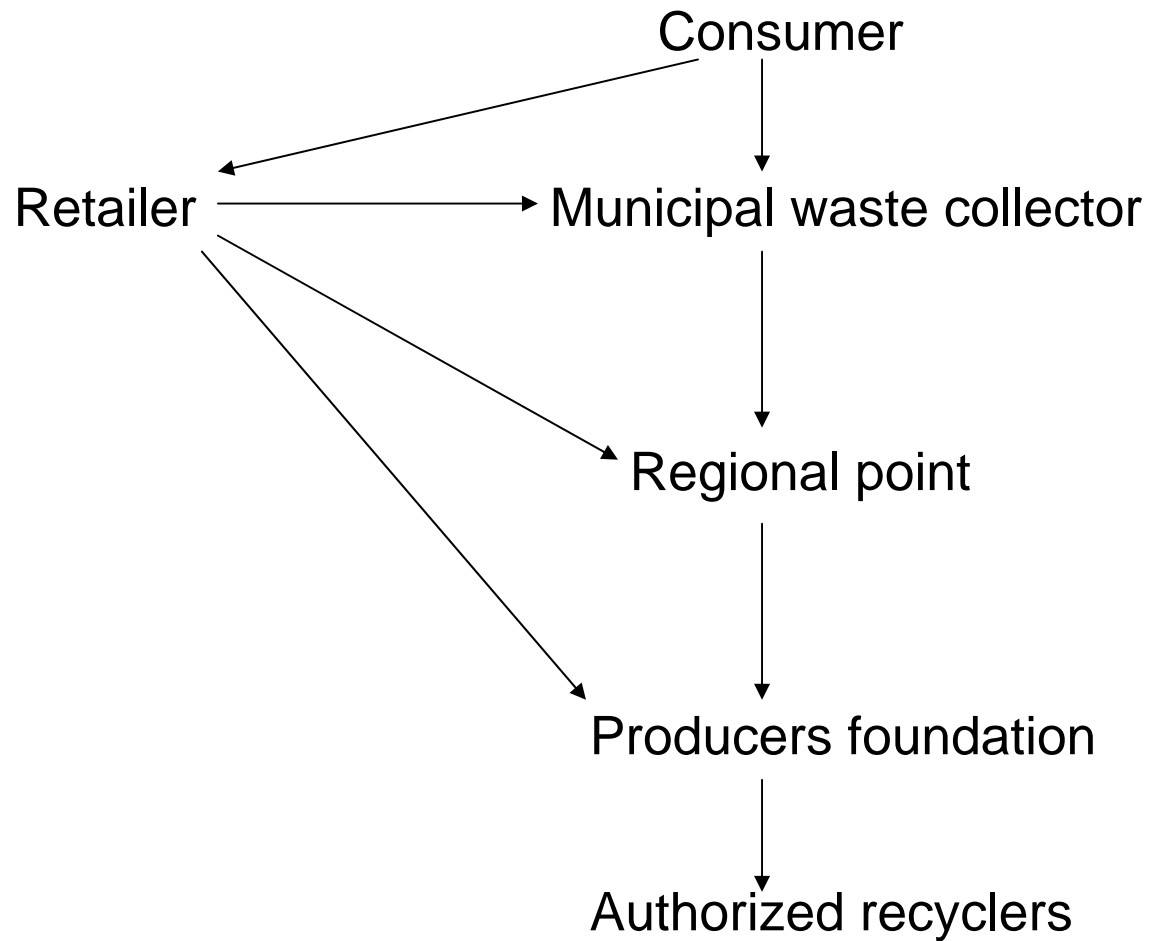 Consumer
Retailer
Municipal waste collector
Regional point
Producers foundation
Authorized recyclers